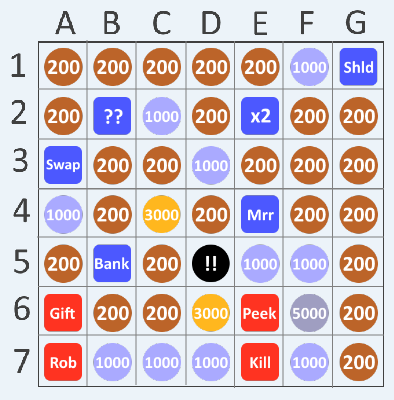 A B C D E F G
1 200 200 200 200 200 1000 Shld
2 200 ?? 1000 200 x2 200 200
3 Swap 200 200 1000 200 200 200
4 1000 200 3000 200 Mrr 200 200
5 200 Bank 200 !! 1000 1000 200
6 Gift 200 200 3000 Peek 5000 200
7 Rob 1000 1000 1000 Kill 1000 200